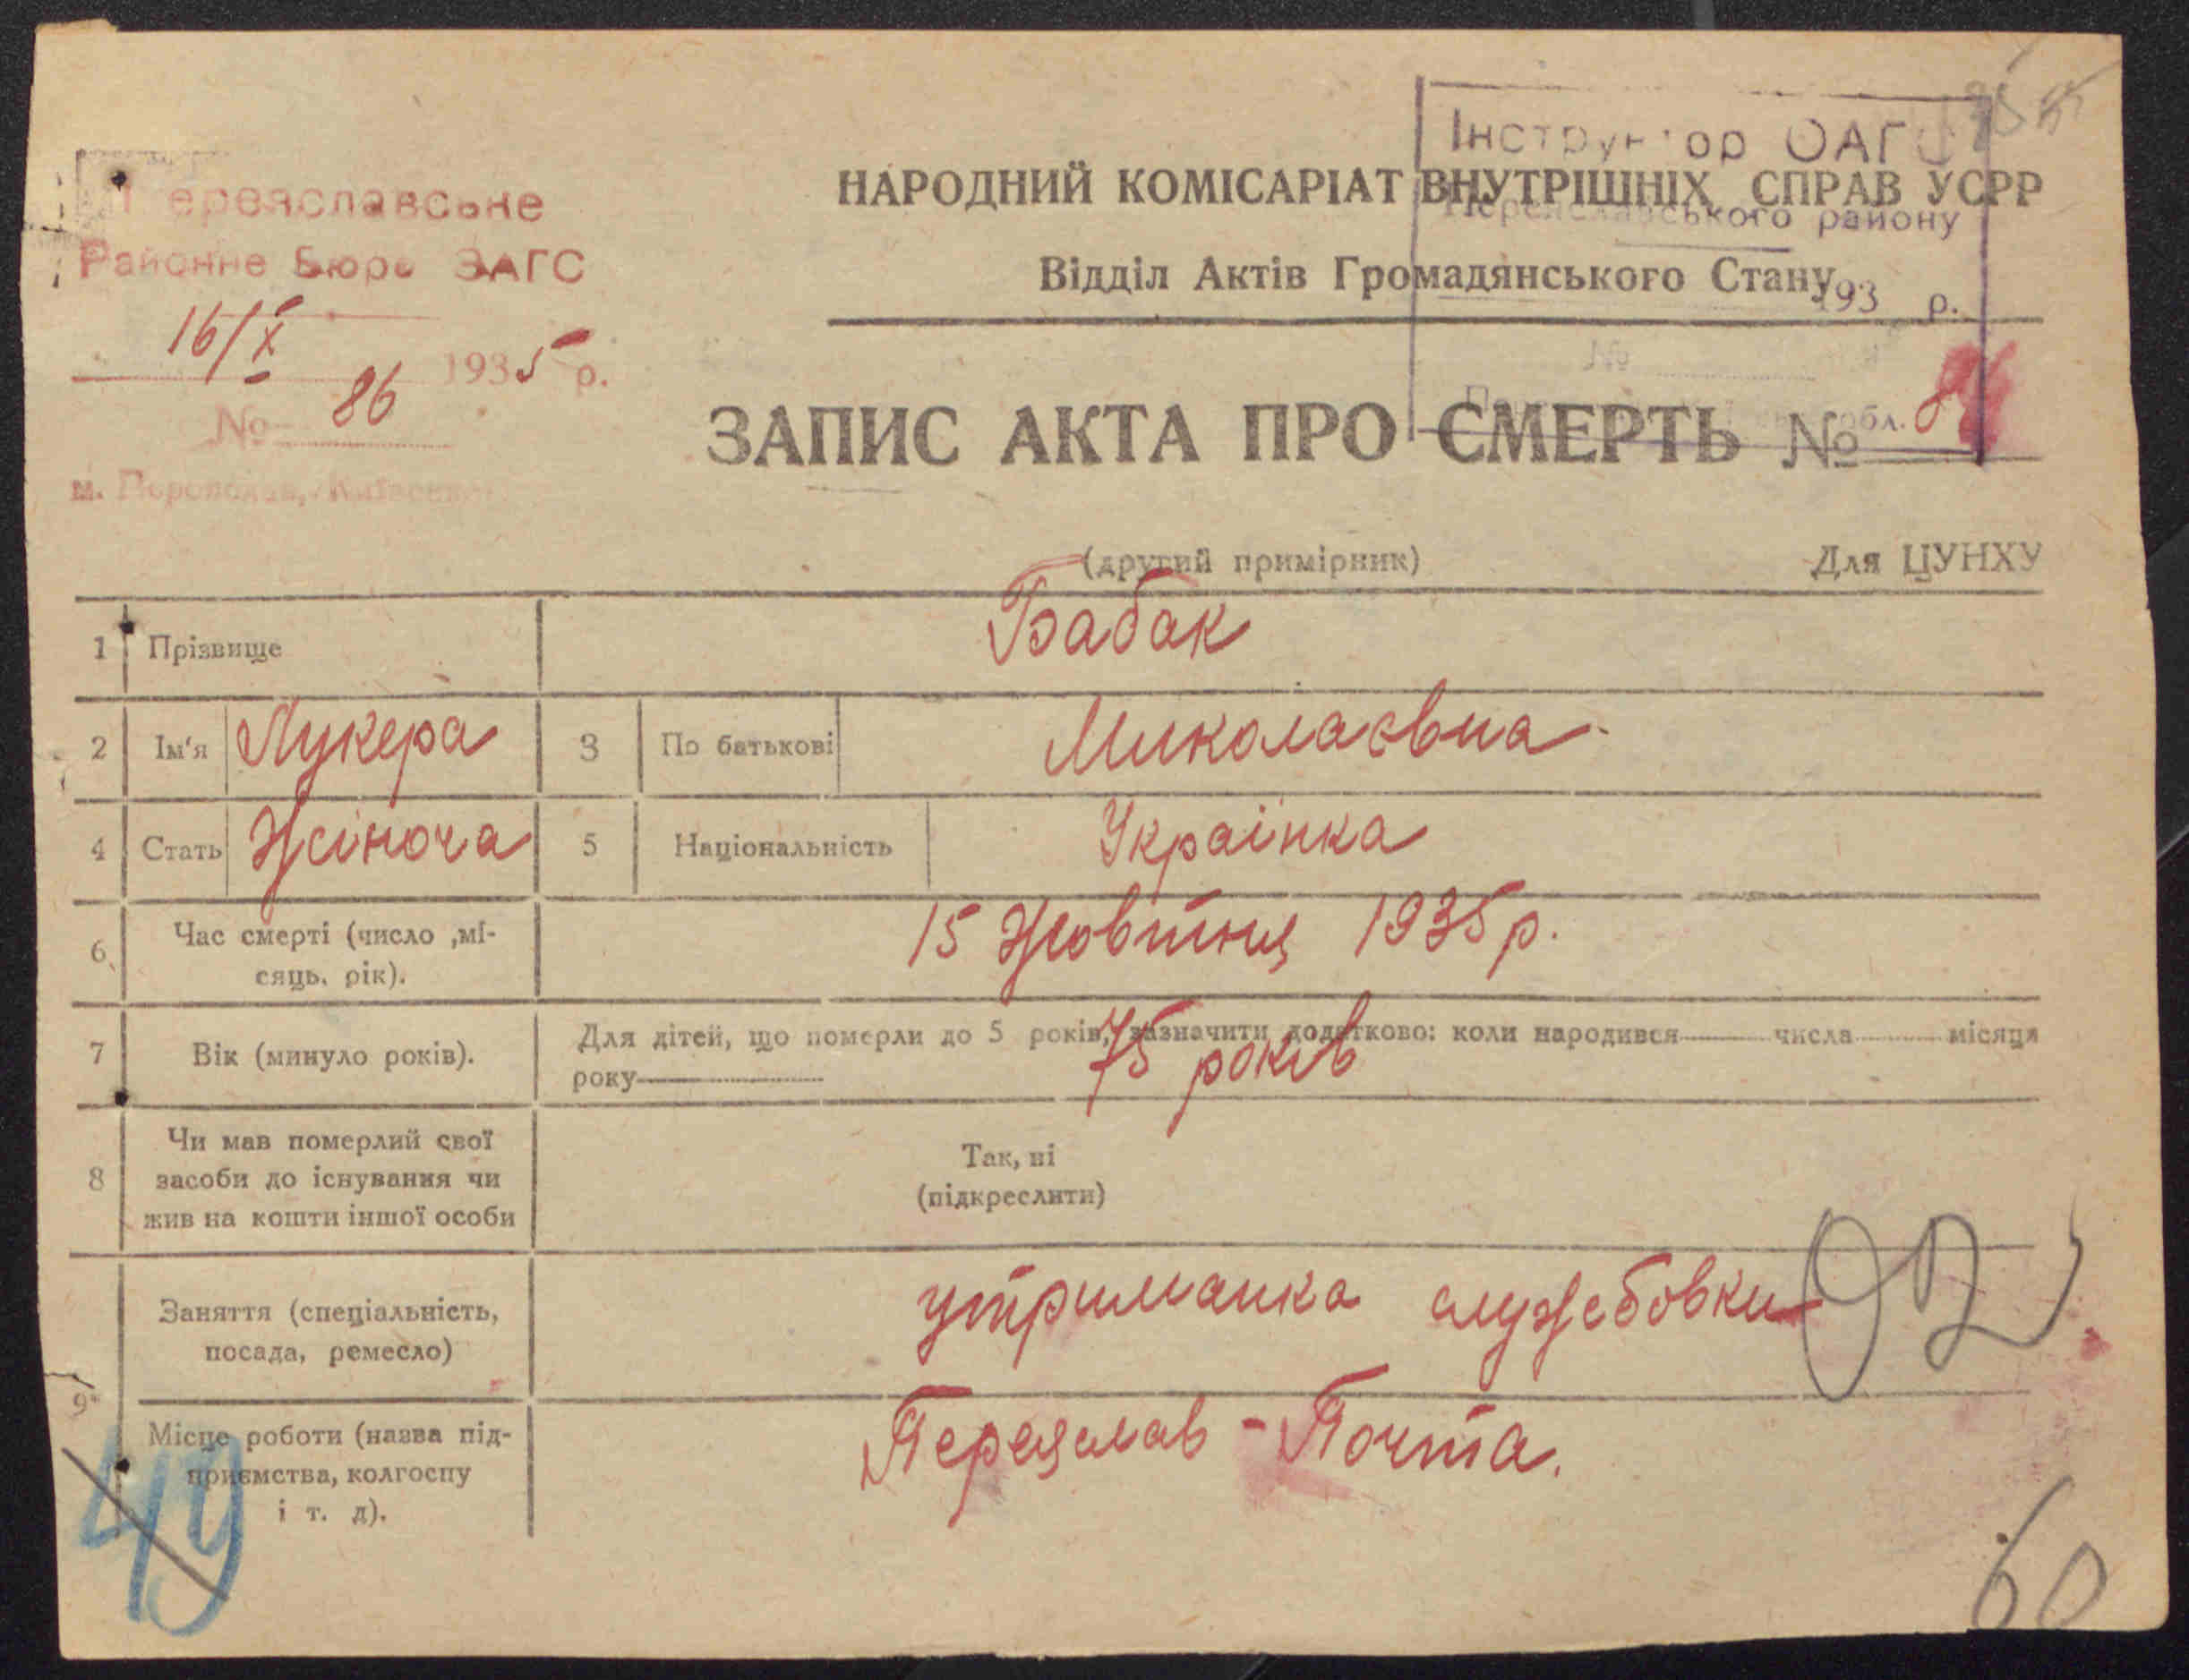 Переяславське
Районне Бюро ЗАГС
16/X 1935 р.
№ 86
м. Переяслав,
Інструктор ОАГС
Переяславського району
193 р.
№
обл.
НАРОДНИЙ КОМІСАРІАТ ВНУТРІШНІХ СПРАВ УСРР
Відділ Актів Громадянського Стану
ЗАПИС АКТА ПРО СМЕРТЬ №
(другий примірник) Для ЦУНХУ
1 Прізвище Бабак
2 Ім'я Лукера 3 По батькові Миколаєвна
4 Стать Жіноча 5 Національність Українка
6 Час смерті (число ,мі-
сяць, рік).
15 Жовтня 1935 р.
7 Вік (минуло років).
Для дітей, що померли до 5 років, зазначити додатково: коли народився числа місяця
року
75 років
8 Чи мав померлий свої
засоби до існування чи
жив на кошти іншої особи
Так, ні
(підкреслити)
9
Заняття (спеціальність,
посада, ремесло)
утриманка службовки
92
Місце роботи (назва під-
приємства, колгоспу
і т. д).
Переяслав - Почта.
49
60